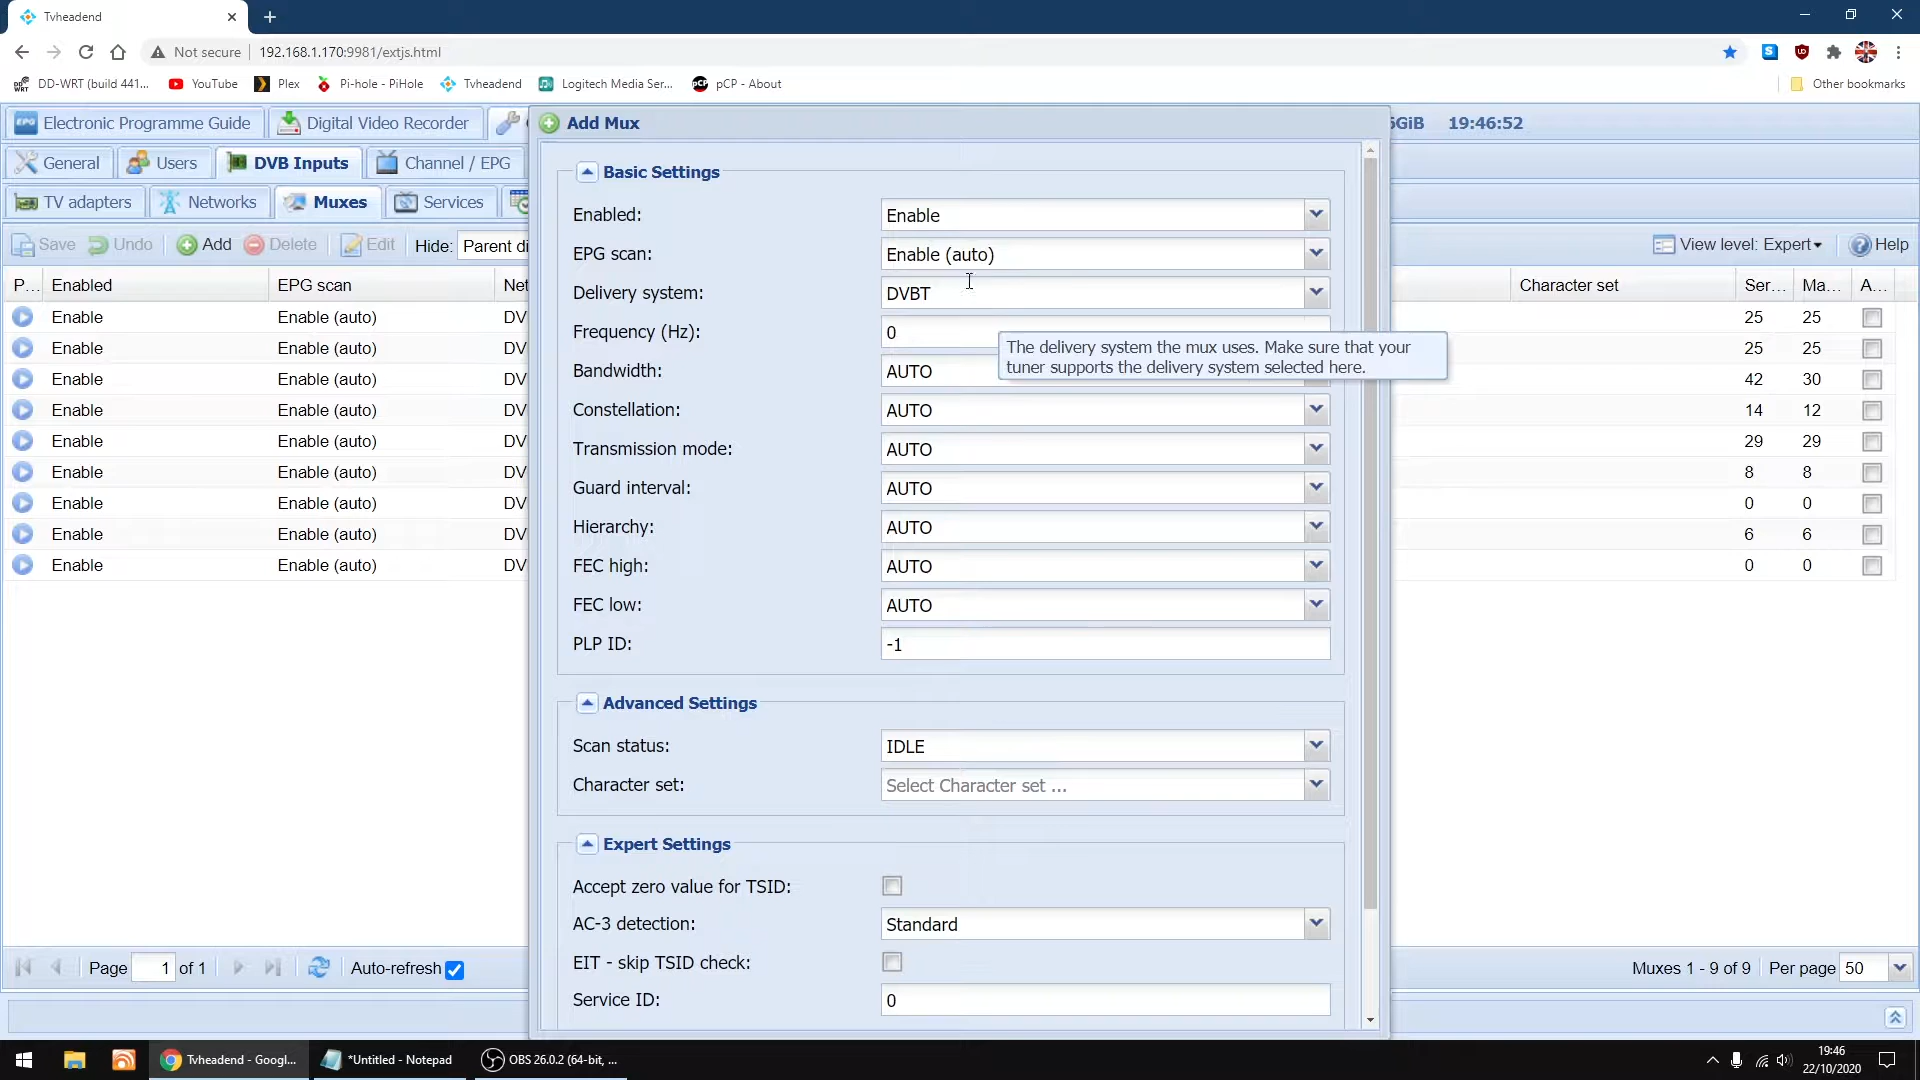 Tvheadend
Not secure
192.168.1.170:9981/extjs.html
DD-WRT (build 441...
YouTube
Plex
Pi-hole - PiHole
Tvheadend
Logitech Media Ser...
pCP - About
Other bookmarks
Electronic Programme Guide
Digital Video Recorder
Add Mux
GiB 19:46:52
General
Users
DVB Inputs
Channel / EPG
TV adapters
Networks
Muxes
Services
Save
Undo
Add
Delete
Edit
Hide:
Parent di
View level: Expert
Help
P...
Enabled
EPG scan
Net
Character set
Ser...
Ma...
A...
Enable Enable (auto) DV 25 25
Enable Enable (auto) DV 25 25
Enable Enable (auto) DV 42 30
Enable Enable (auto) DV 14 12
Enable Enable (auto) DV 29 29
Enable Enable (auto) DV 8 8
Enable Enable (auto) DV 0 0
Enable Enable (auto) DV 6 6
Enable Enable (auto) DV 0 0
Basic Settings
Enabled: Enable
EPG scan: Enable (auto)
Delivery system: DVBT
Frequency (Hz): 0
The delivery system the mux uses. Make sure that your
tuner supports the delivery system selected here.
Bandwidth: AUTO
Constellation: AUTO
Transmission mode: AUTO
Guard interval: AUTO
Hierarchy: AUTO
FEC high: AUTO
FEC low: AUTO
PLP ID: -1
Advanced Settings
Scan status: IDLE
Character set: Select Character set ...
Expert Settings
Accept zero value for TSID:
AC-3 detection: Standard
EIT - skip TSID check:
Service ID: 0
Page 1 of 1
Auto-refresh
Muxes 1 - 9 of 9
Per page 50
Tvheadend - Googl...
*Untitled - Notepad
OBS 26.0.2 (64-bit, ...
19:46
22/10/2020